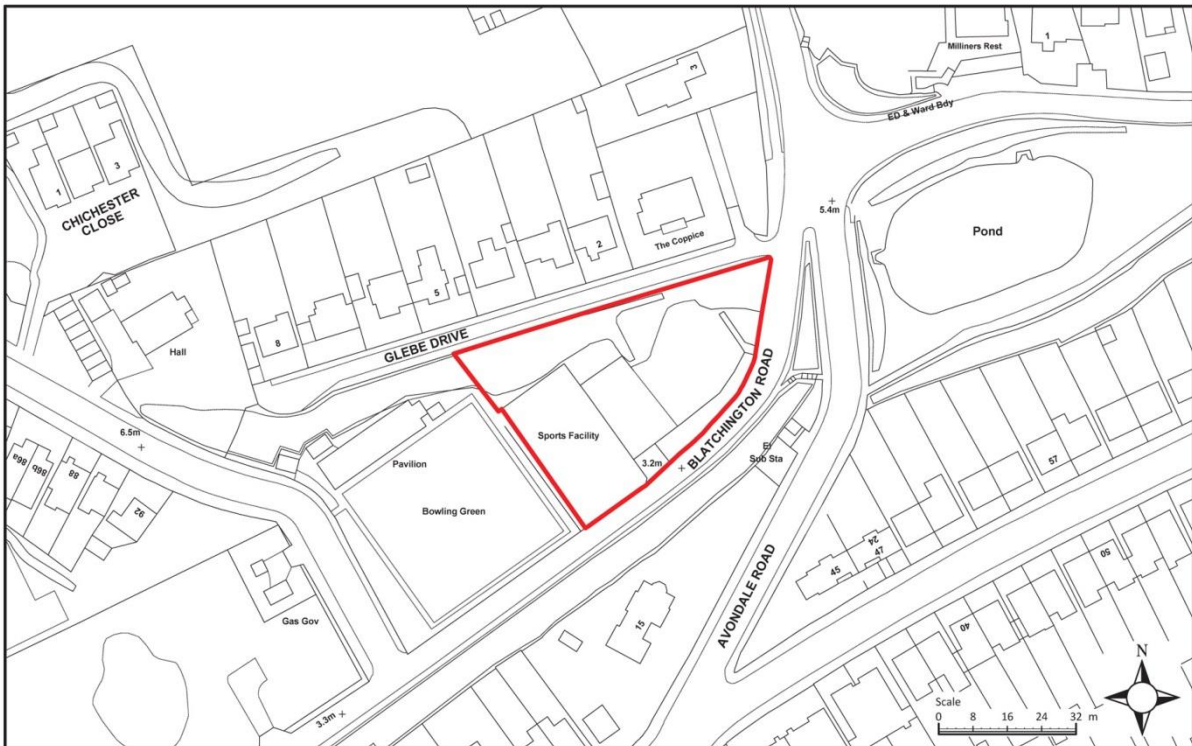 1
Milliners Rest
3
ED & Ward Bdy
1
3
CHICHESTER
CLOSE
5.4m
Pond
2
The Coppice
5
8
GLEBE DRIVE
Hall
BLATCHINGTON ROAD
6.5m
Sports Facility
86a
86b
88
92
Pavilion
3.2m
El
Sub Sta
57
Bowling Green
24
47
45
50
AVONDALE ROAD
40
Gas Gov
15
3.3m
N
Scale
0 8 16 24 32 m